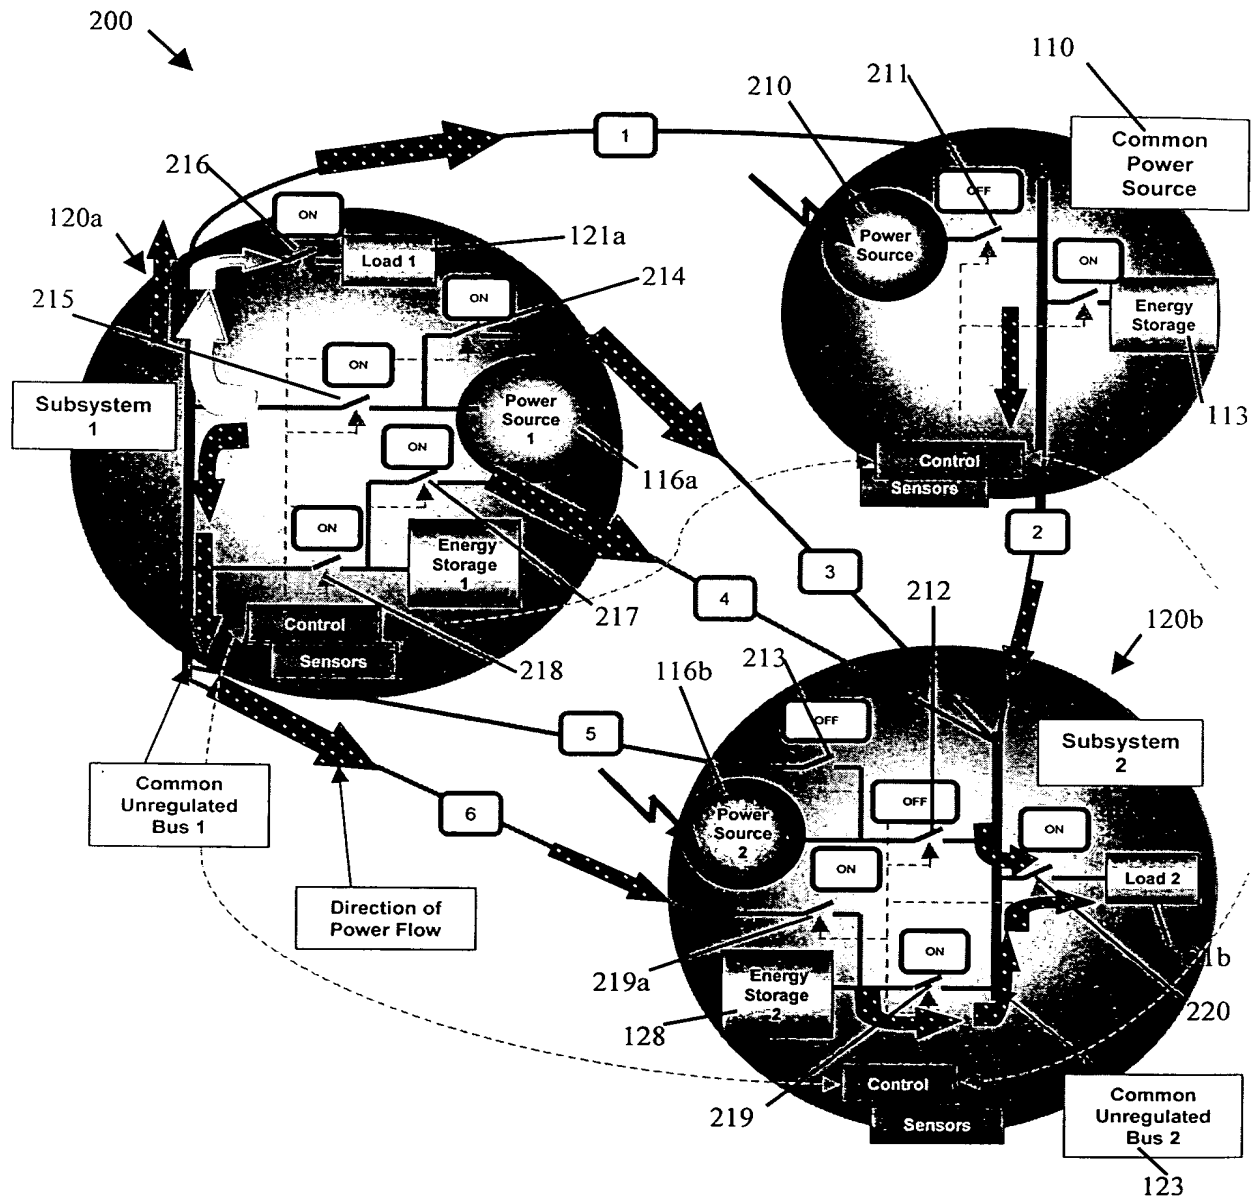 200
110
211
210
1
Common
Power
Source
216
ON
OFF
120a
121a
Load 1
Power
Source
ON
214
ON
215
Energy
Storage
ON
Subsystem
1
Power
Source
1
113
ON
Control
Sensors
116a
ON
2
Energy
Storage
1
3
4
212
217
120b
Control
Sensors
218
116b
213
OFF
5
Subsystem
2
Common
Unregulated
Bus 1
6
OFF
Power
Source
2
ON
ON
Load 2
Direction of
Power Flow
ON
219a
Energy
Storage
2
128
220
Control
219
Sensors
Common
Unregulated
Bus 2
123